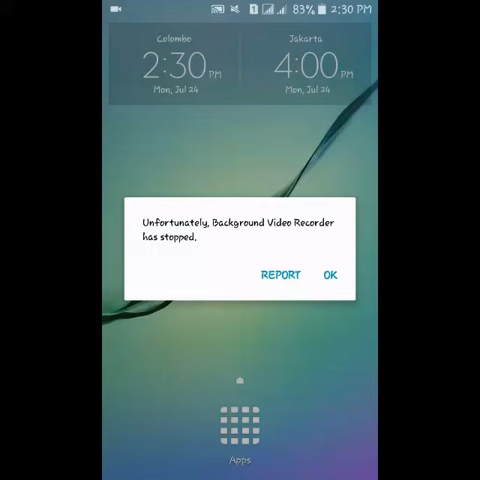 1 83% 2:30 PM
Colombo
2:30 PM
Mon, Jul 24
Jakarta
4:00 PM
Mon, Jul 24
Unfortunately, Background Video Recorder
has stopped.
REPORT OK
Apps